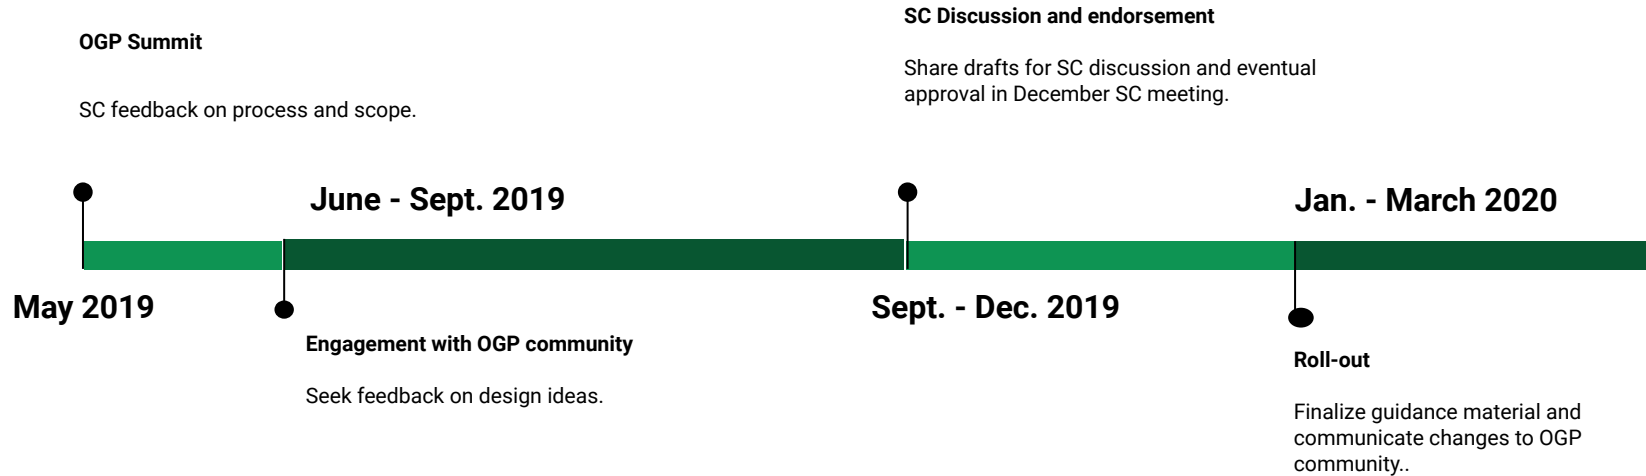 OGP Summit
SC feedback on process and scope.
SC Discussion and endorsement
Share drafts for SC discussion and eventual
approval in December SC meeting.
June - Sept. 2019
Jan. - March 2020
May 2019
Sept. - Dec. 2019
Engagement with OGP community
Seek feedback on design ideas.
Roll-out
Finalize guidance material and
communicate changes to OGP
community..